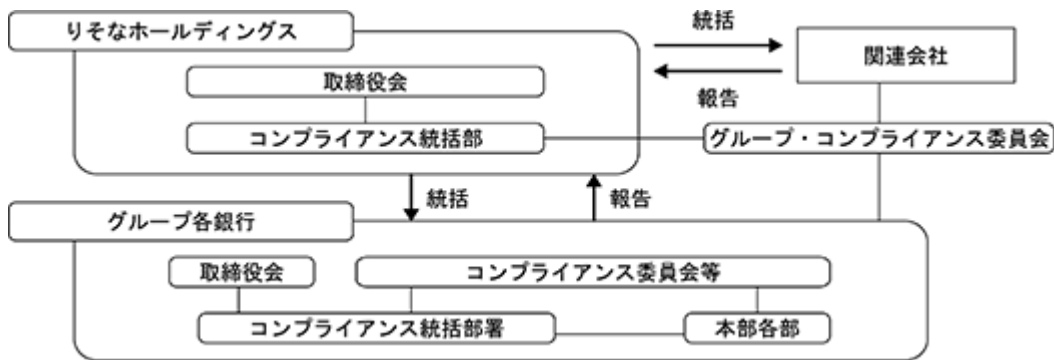 りそなホールディングス
統括
関連会社
取締役会
報告
コンプライアンス統括部
グループ・コンプライアンス委員会
統括
報告
グループ各銀行
取締役会
コンプライアンス委員会等
コンプライアンス統括部署
本部各部